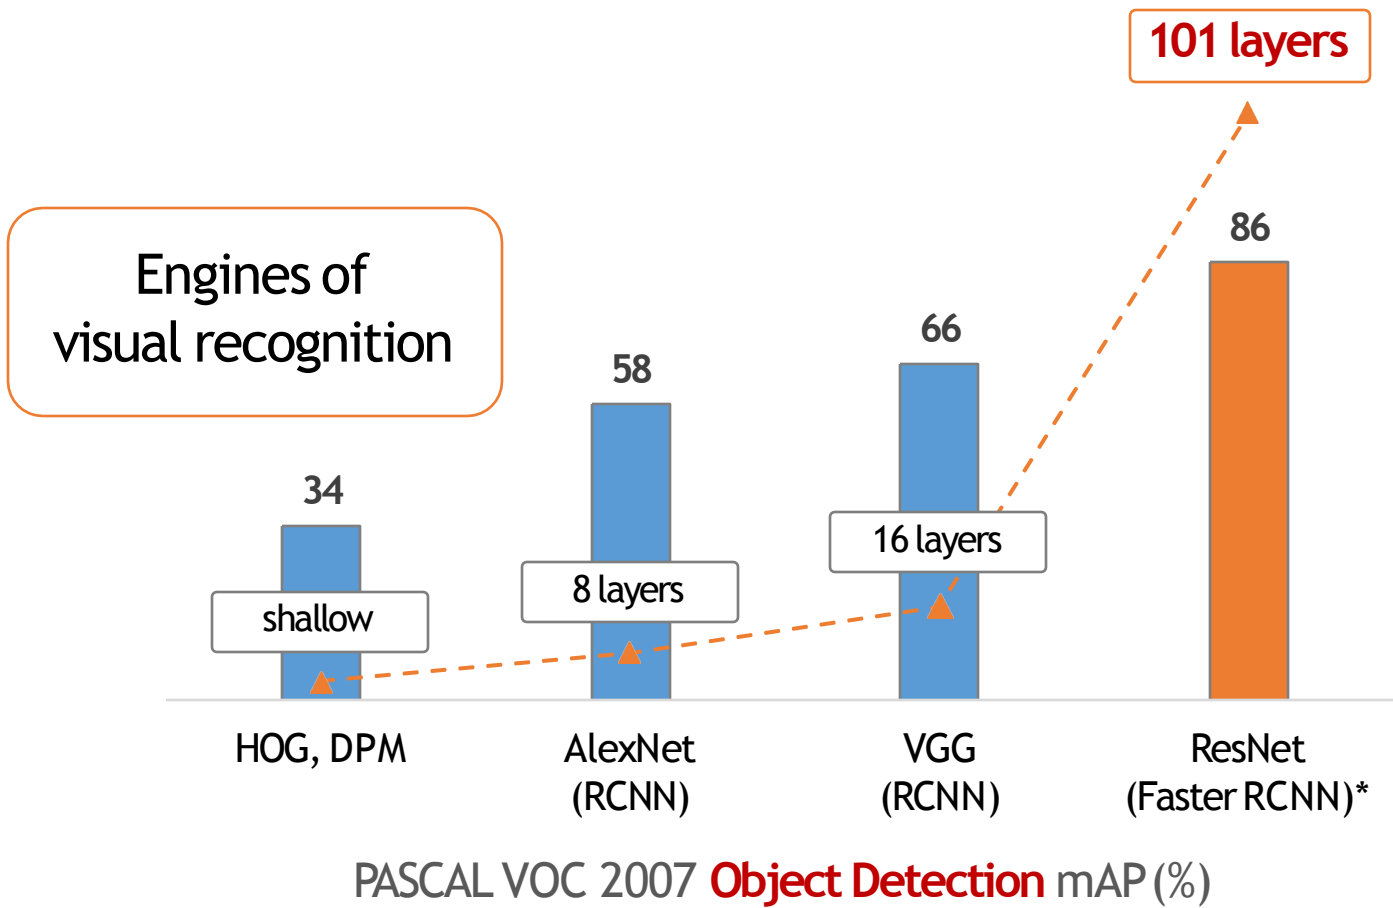 101 layers
Engines of
visual recognition
34
58
66
86
shallow
8 layers
16 layers
HOG, DPM
AlexNet
(RCNN)
VGG
(RCNN)
ResNet
(Faster RCNN)*
PASCAL VOC 2007 Object Detection mAP (%)